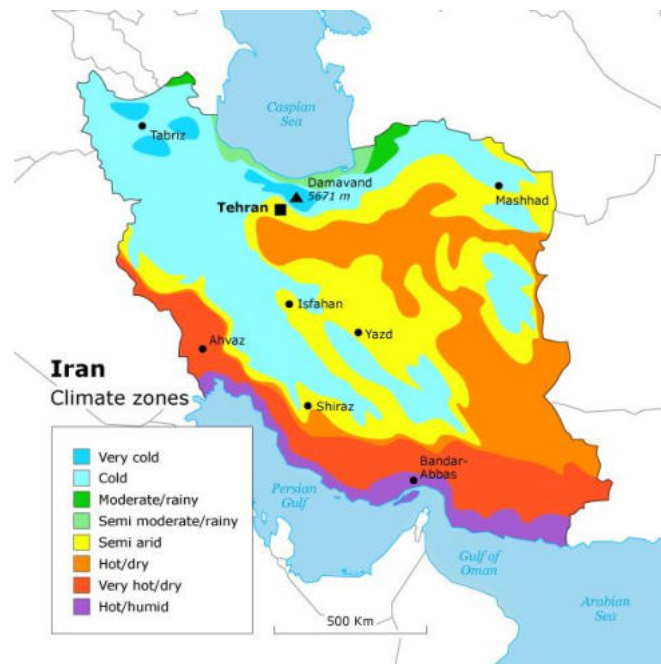 Caspian
Sea
Tabriz
Damavand
5671 m
Tehran
Mashhad
Isfahan
Yazd
Ahvaz
Shiraz
Bandar-
Abbas
Iran
Climate zones
Very cold
Cold
Moderate/rainy
Semi moderate/rainy
Semi arid
Hot/dry
Very hot/dry
Hot/humid
Persian
Gulf
Gulf of
Oman
Arabian
Sea
500 Km